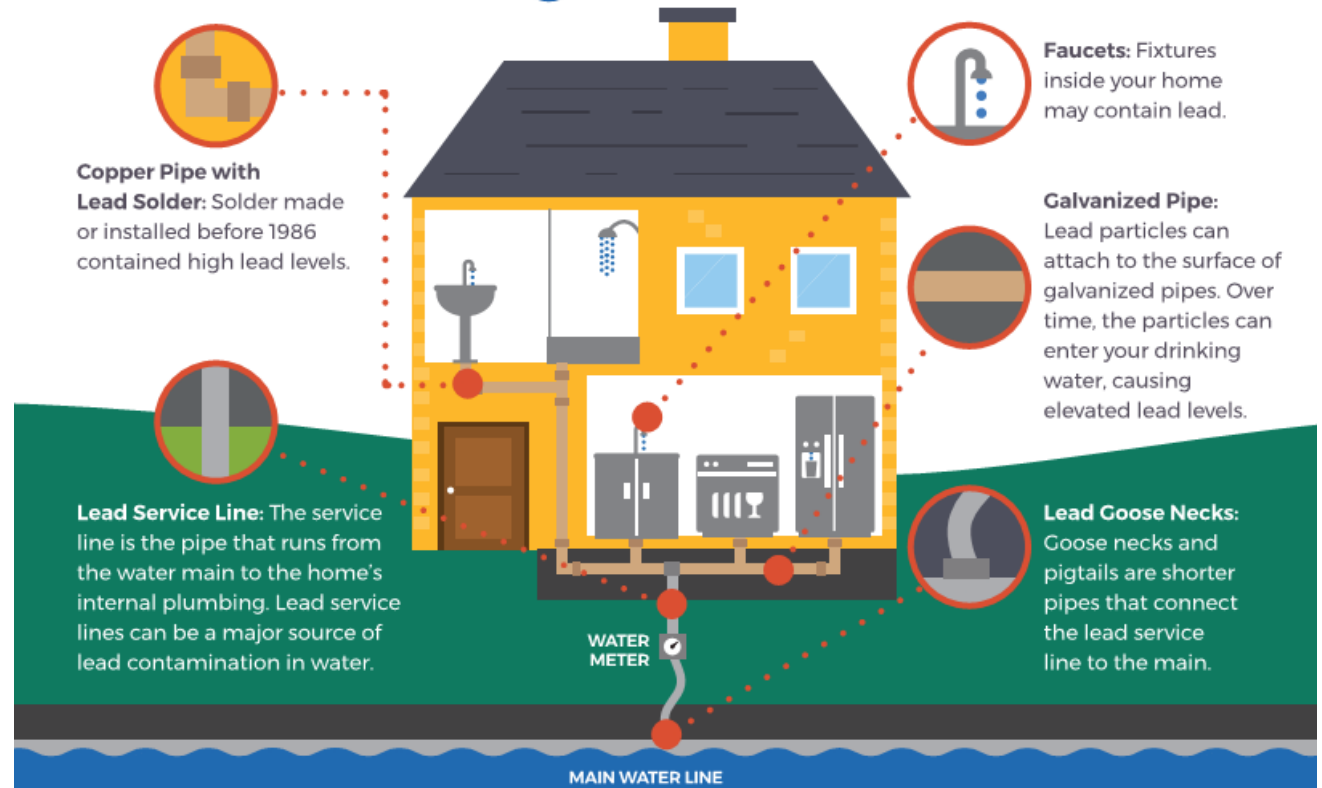 Copper Pipe with
Lead Solder: Solder made
or installed before 1986
contained high lead levels.
Lead Service Line: The service
line is the pipe that runs from
the water main to the home's
internal plumbing. Lead service
lines can be a major source of
lead contamination in water.
Faucets: Fixtures
inside your home
may contain lead.
Galvanized Pipe:
Lead particles can
attach to the surface of
galvanized pipes. Over
time, the particles can
enter your drinking
water, causing
elevated lead levels.
Lead Goose Necks:
Goose necks and
pigtails are shorter
pipes that connect
the lead service
line to the main.
WATER
METER
MAIN WATER LINE